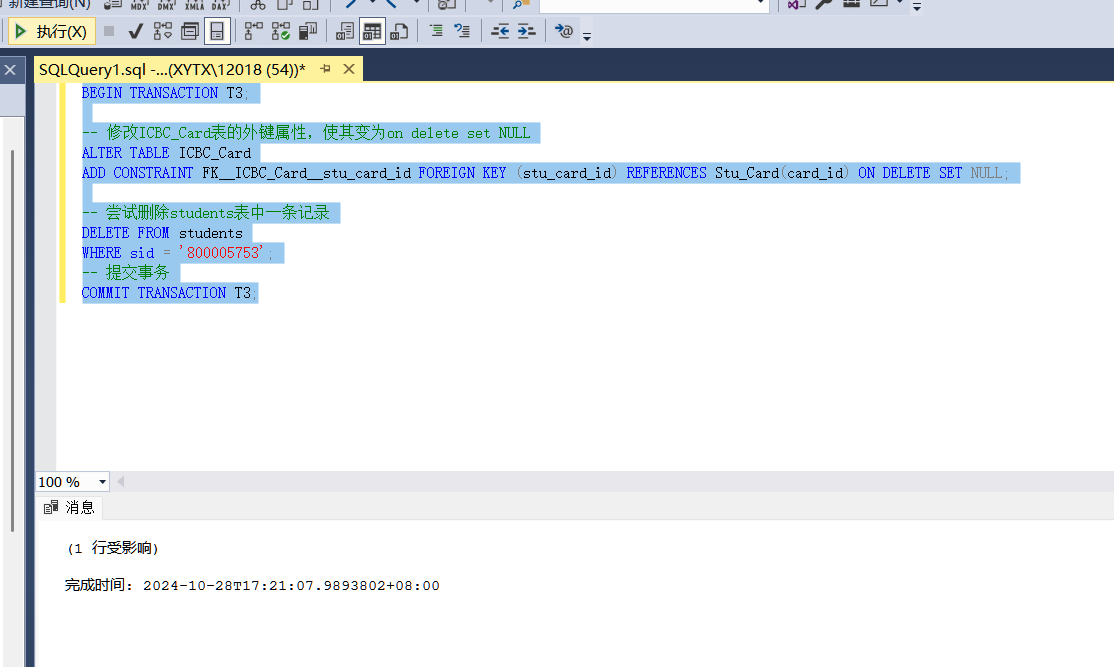 新建查询(N)
MDX DMX XMLA DAX
执行(X)
SQLQuery1.sql -...(XYTX\12018 (54))*
BEGIN TRANSACTION T3;
-- 修改ICBC_Card表的外键属性，使其变为on delete set NULL
ALTER TABLE ICBC_Card
ADD CONSTRAINT FK__ICBC_Card__stu_card_id FOREIGN KEY (stu_card_id) REFERENCES Stu_Card(card_id) ON DELETE SET NULL;
-- 尝试删除students表中一条记录
DELETE FROM students
WHERE sid = '800005753';
-- 提交事务
COMMIT TRANSACTION T3;
100 %
消息
(1 行受影响)
完成时间: 2024-10-28T17:21:07.9893802+08:00